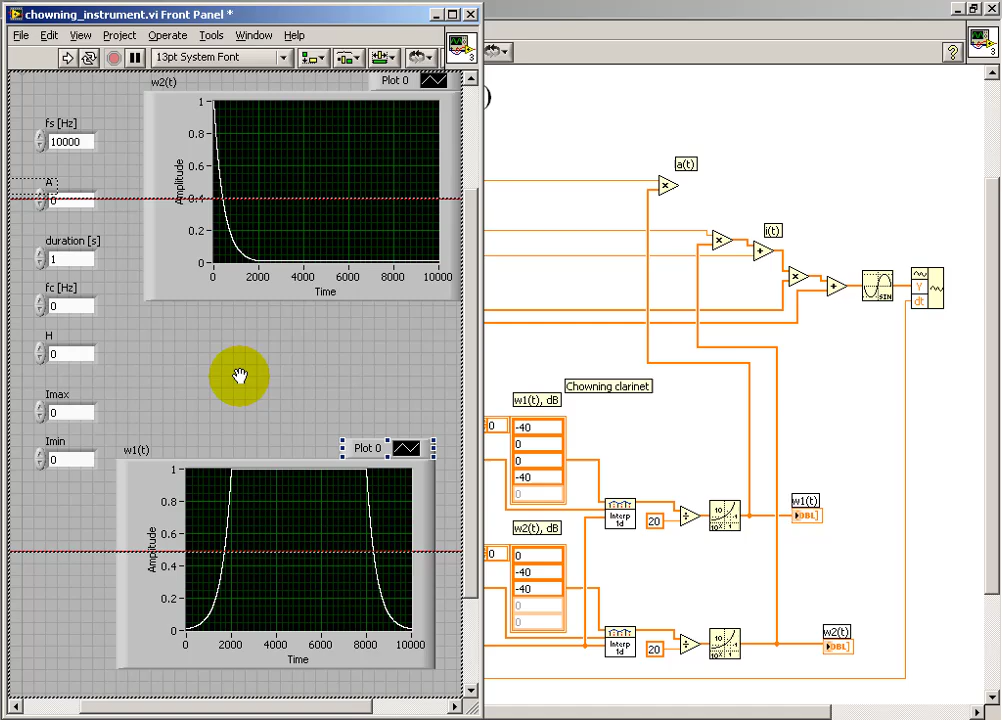 chowning_instrument.vi Front Panel *
File Edit View Project Operate Tools Window Help
13pt System Font
3
3
w2(t)
Plot 0
fs [Hz]
10000
A
0
duration [s]
1
fc [Hz]
0
H
0
Imax
0
Imin
0
Amplitude
1
0.8
0.6
0.4
0.2
0
0 2000 4000 6000 8000 10000
Time
w1(t)
Plot 0
Amplitude
1
0.8
0.6
0.4
0.2
0
0 2000 4000 6000 8000 10000
Time
)
a(t)
i(t)
SIN
Y
dt
Chowning clarinet
w1(t), dB
0
-40
0
0
-40
0
Interp
1d
20
w1(t)
DBL]
w2(t), dB
0
0
-40
-40
0
0
Interp
1d
20
w2(t)
DBL]